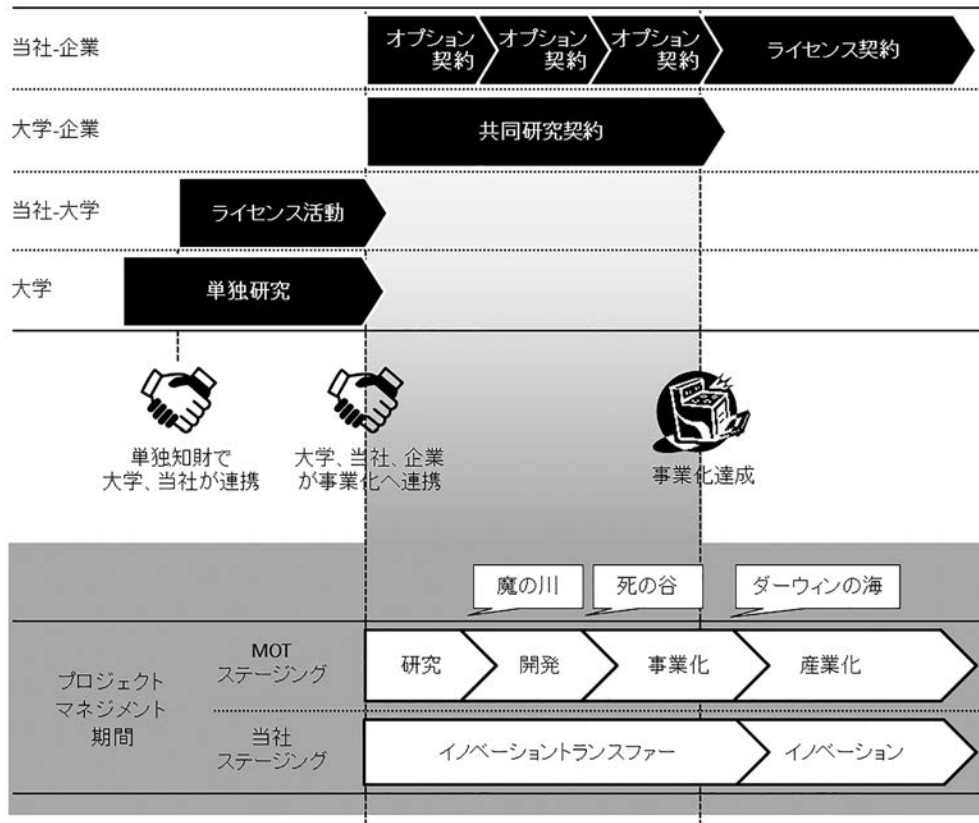 当社-企業
オプション
契約
オプション
契約
オプション
契約
ライセンス契約
大学-企業
共同研究契約
当社-大学
ライセンス活動
大学
単独研究
単独知財で
大学、当社が連携
大学、当社、企業
が事業化へ連携
事業化達成
魔の川
死の谷
ダーウィンの海
プロジェクト
マネジメント
期間
MOT
ステージング
研究
開発
事業化
産業化
当社
ステージング
イノベーショントランスファー
イノベーション